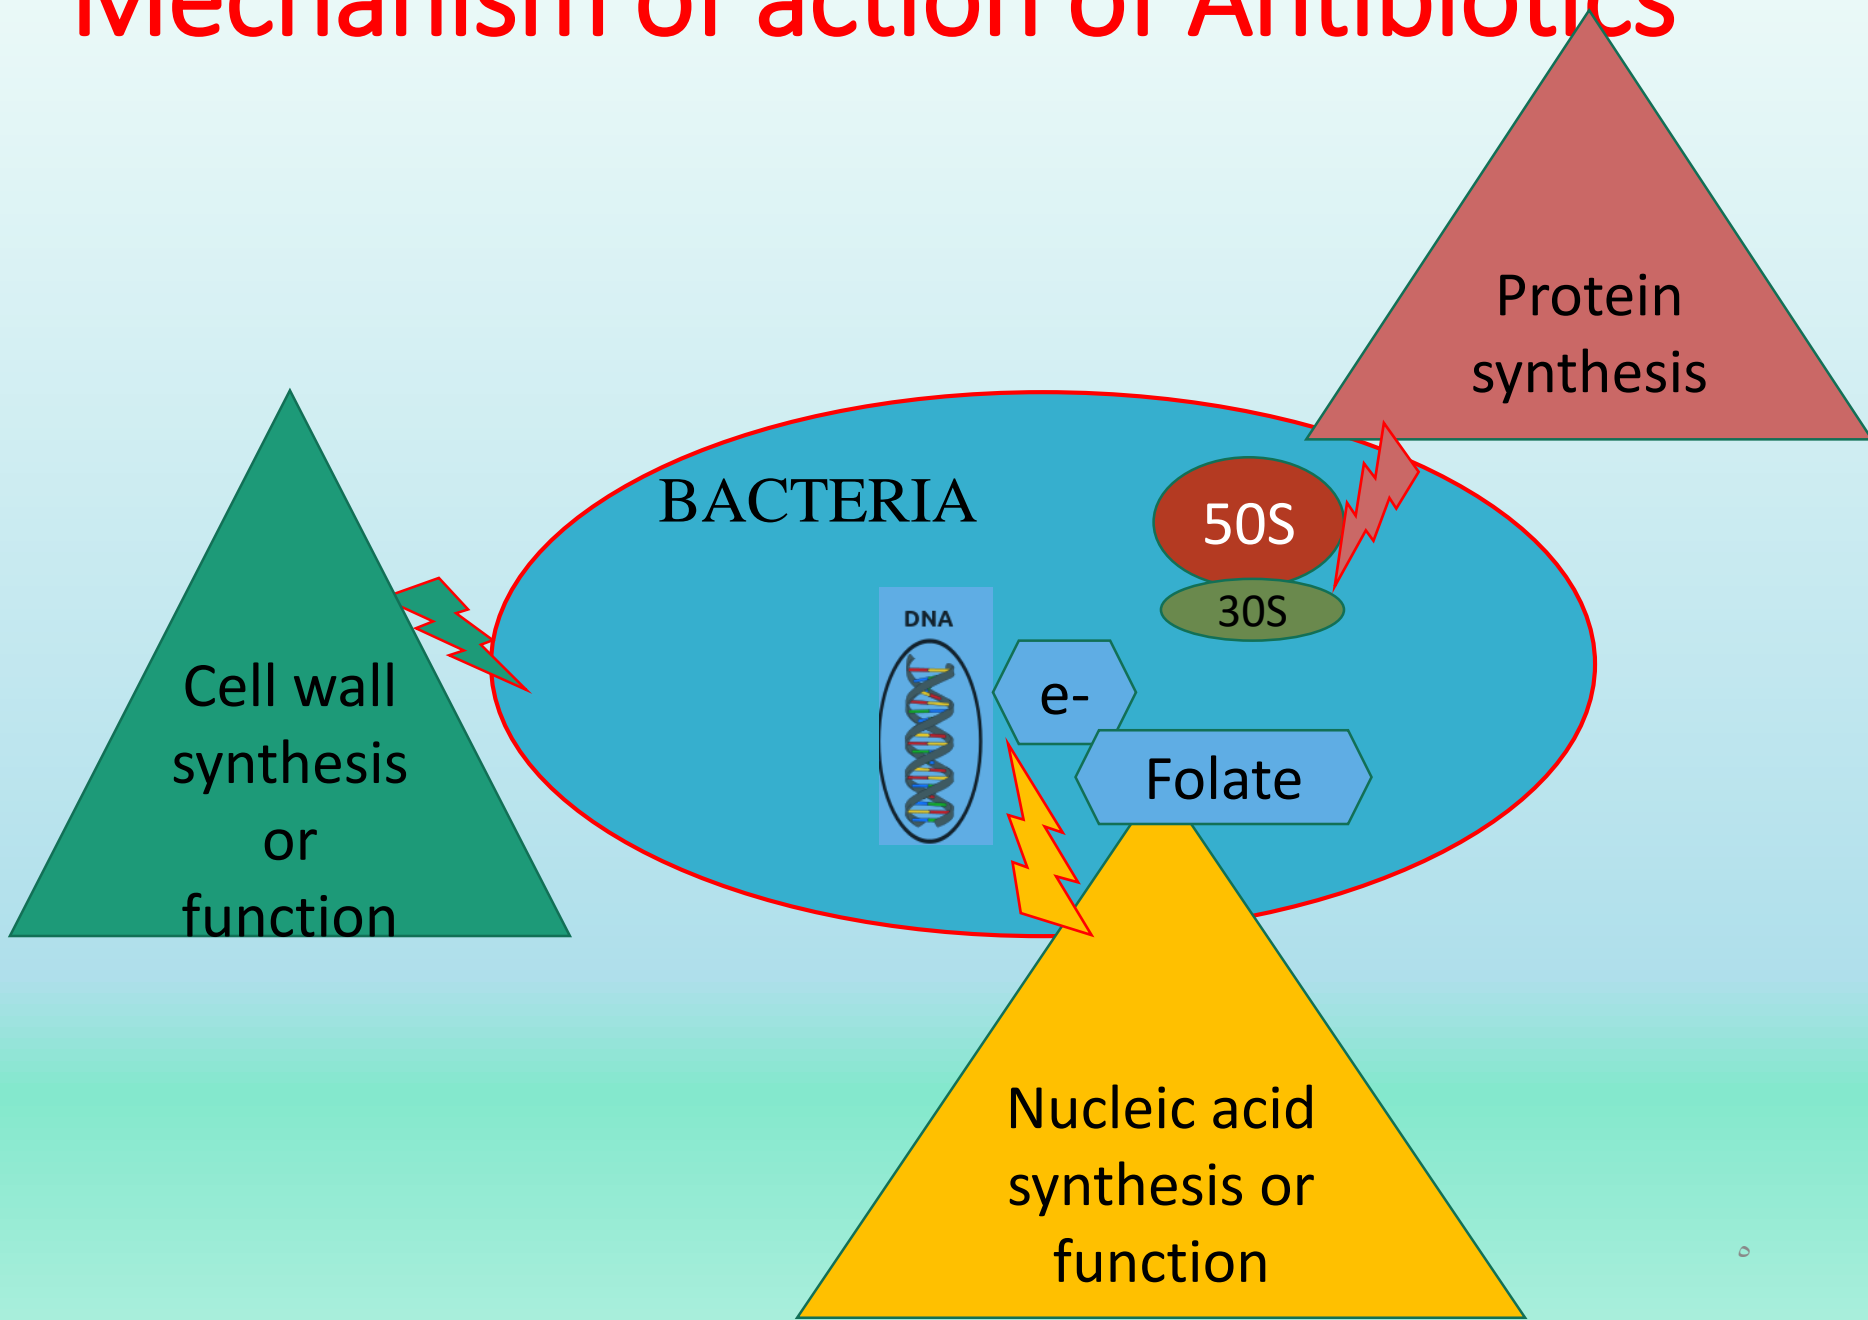 Mechanism of action of Antibiotics
Protein
synthesis
BACTERIA
50S
30S
DNA
e-
Folate
Cell wall
synthesis
or
function
Nucleic acid
synthesis or
function